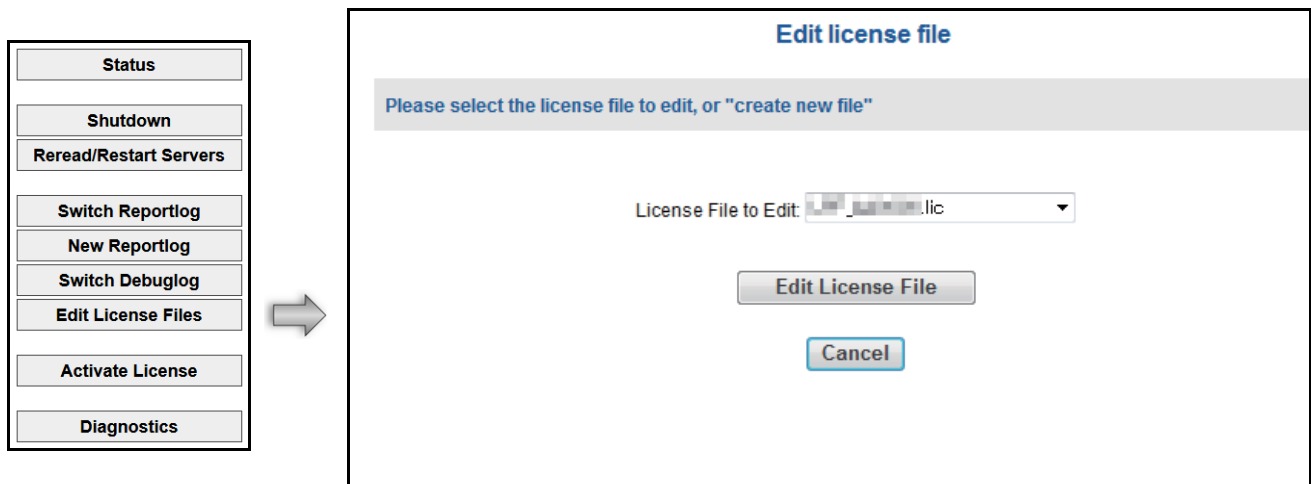 Status
Shutdown
Reread/Restart Servers
Switch Reportlog
New Reportlog
Switch Debuglog
Edit License Files
Activate License
Diagnostics
Edit license file
Please select the license file to edit, or "create new file"
License File to Edit: .lic
Edit License File
Cancel